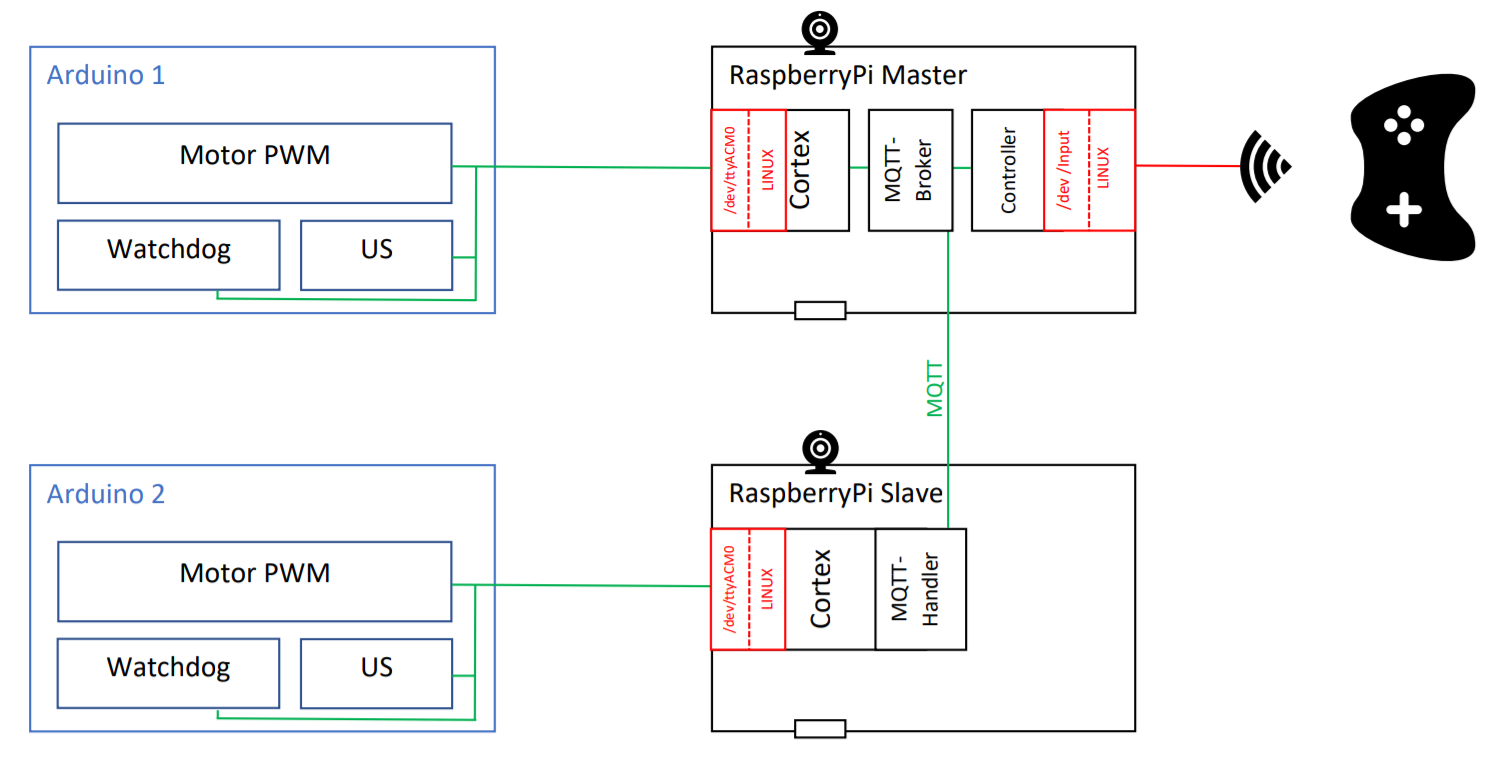 Arduino 1
Motor PWM
Watchdog
US
RaspberryPi Master
/dev/ttyACM0
LINUX
Cortex
MQTT-
Broker
Controller
/dev /Input
LINUX
MQTT
Arduino 2
Motor PWM
Watchdog
US
RaspberryPi Slave
/dev/ttyACM0
LINUX
Cortex
MQTT-
Handler